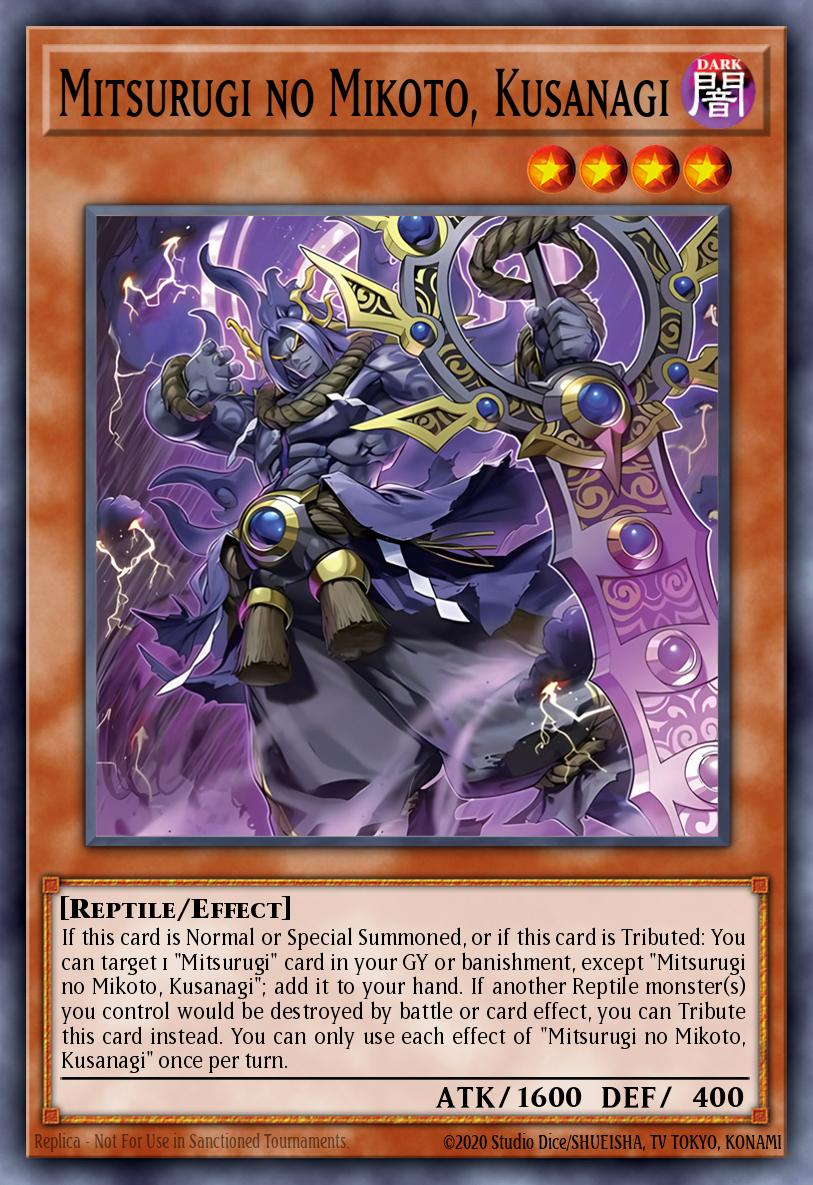 MITSURUGI NO MIKOTO, KUSANAGI
DARK
闇
[REPTILE/EFFECT]
If this card is Normal or Special Summoned, or if this card is Tributed: You
can target 1 "Mitsurugi" card in your GY or banishment, except "Mitsurugi
no Mikoto, Kusanagi"; add it to your hand. If another Reptile monster(s)
you control would be destroyed by battle or card effect, you can Tribute
this card instead. You can only use each effect of "Mitsurugi no Mikoto,
Kusanagi" once per turn.
ATK/1600 DEF/ 400
Replica - Not For Use in Sanctioned Tournaments.
©2020 Studio Dice/SHUEISHA, TV TOKYO, KONAMI